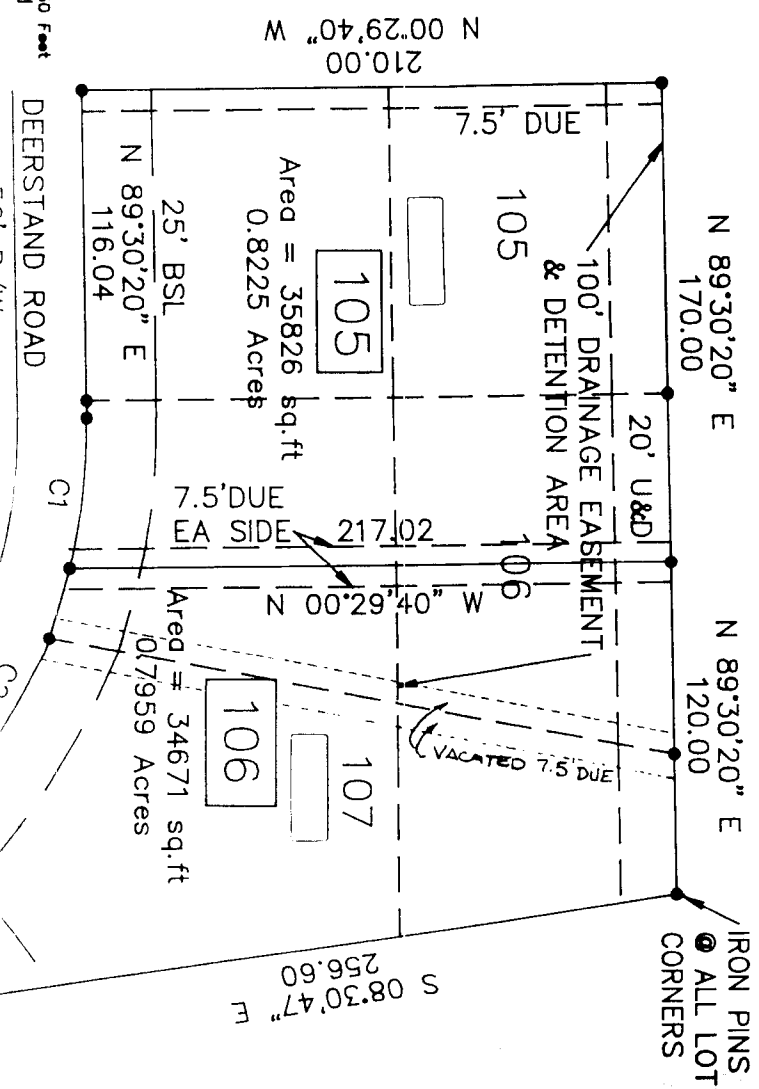 N 00°29'40" W
210.00
N 89°30'20" E
170.00
N 89°30'20" E
120.00
IRON PINS
@ ALL LOT
CORNERS
7.5' DUE
105
100' DRAINAGE EASEMENT
& DETENTION AREA
20' U&D
105
Area = 35826 sq.ft
0.8225 Acres
25' BSL
N 89°30'20" E
116.04
7.5'DUE
EA SIDE
217.02
N 00°29'40" W
106
VACATED 7.5' DUE
107
106
Area = 34671 sq.ft
0.7959 Acres
S 08°30'47" E
256.60
C1
DEERSTAND ROAD
Feet